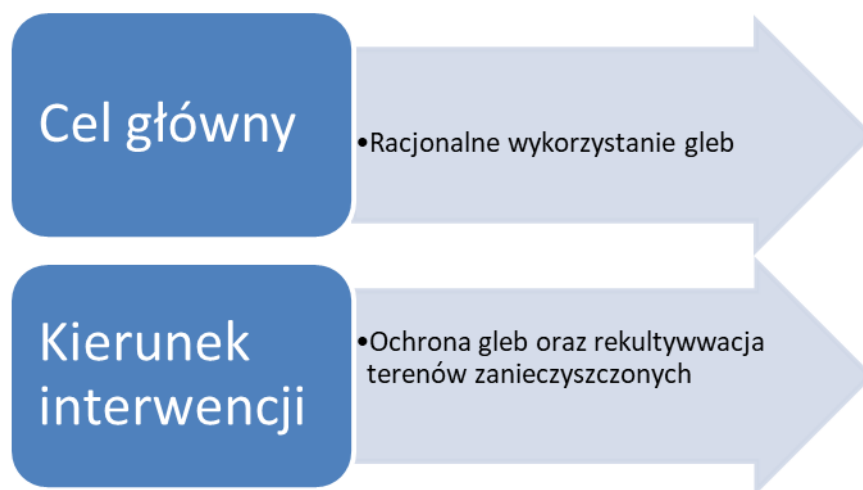 Cel główny
•Racjonalne wykorzystanie gleb
Kierunek
interwencji
•Ochrona gleb oraz rekultywwacja
terenów zanieczyszczonych